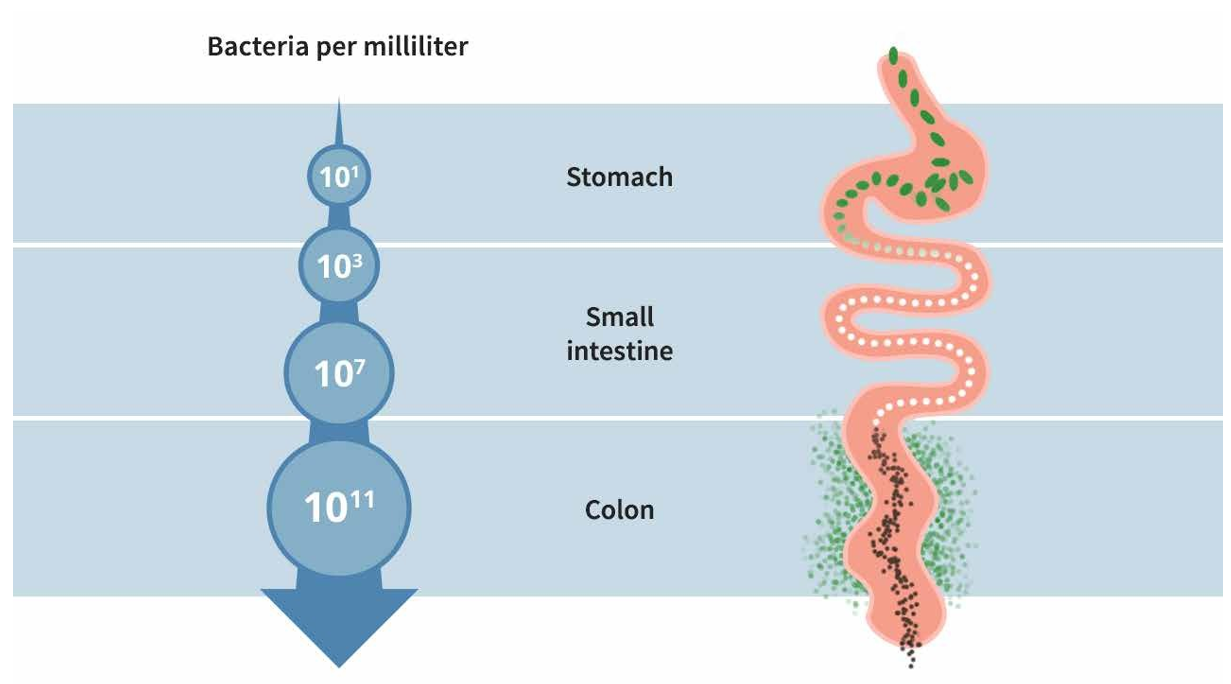 Bacteria per milliliter
10¹
Stomach
10³
Small
intestine
10⁷
10¹¹
Colon